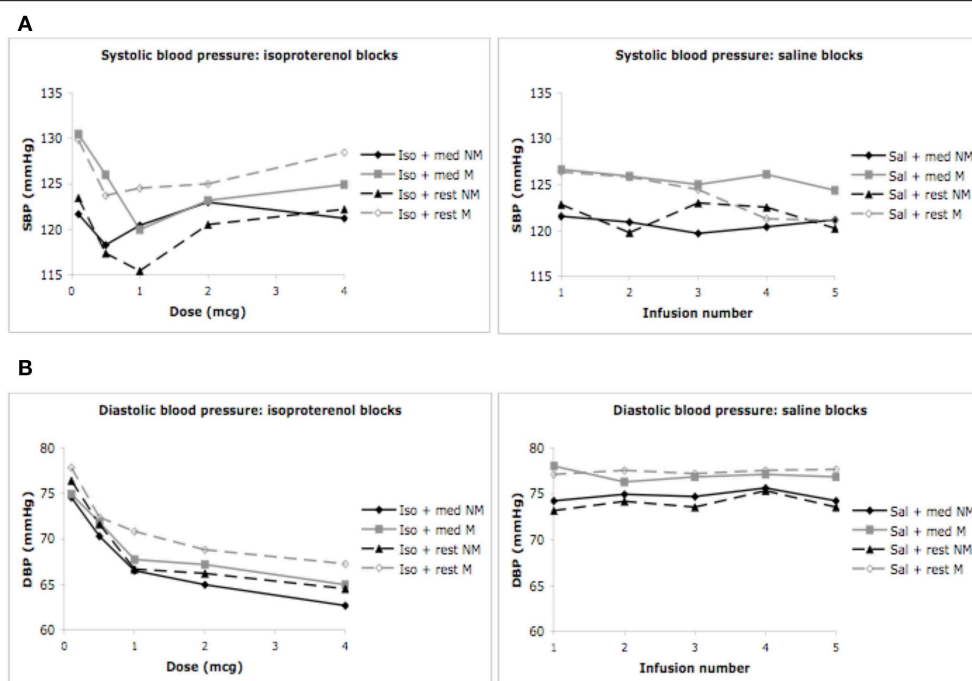 A
Systolic blood pressure: isoproterenol blocks
135
130
125
120
115
SBP (mmHg)
0 1 2 3 4
Dose (mcg)
Iso + med NM
Iso + med M
Iso + rest NM
Iso + rest M
Systolic blood pressure: saline blocks
135
130
125
120
115
SBP (mmHg)
1 2 3 4 5
Infusion number
Sal + med NM
Sal + med M
Sal + rest NM
Sal + rest M
B
Diastolic blood pressure: isoproterenol blocks
80
75
70
65
60
DBP (mmHg)
0 1 2 3 4
Dose (mcg)
Iso + med NM
Iso + med M
Iso + rest NM
Iso + rest M
Diastolic blood pressure: saline blocks
80
75
70
65
60
DBP (mmHg)
1 2 3 4 5
Infusion number
Sal + med NM
Sal + med M
Sal + rest NM
Sal + rest M